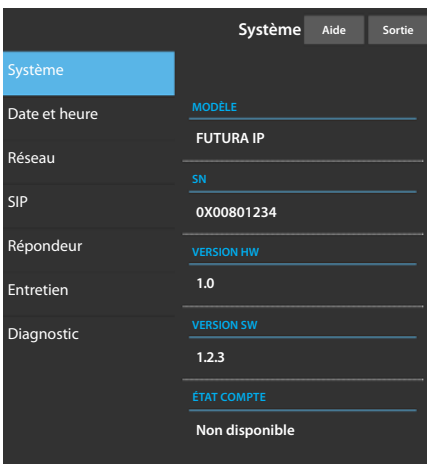 Système
Aide
Sortie
Système
Date et heure
Réseau
SIP
Répondeur
Entretien
Diagnostic
MODÈLE
FUTURA IP
SN
0X00801234
VERSION HW
1.0
VERSION SW
1.2.3
ÉTAT COMPTE
Non disponible